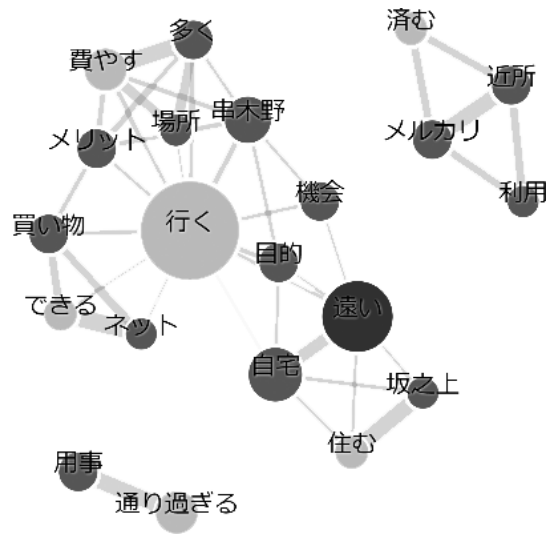 多く
済む
費やす
近所
場所
串木野
メルカリ
メリット
機会
利用
行く
買い物
目的
できる
ネット
遠い
自宅
坂之上
住む
用事
通り過ぎる